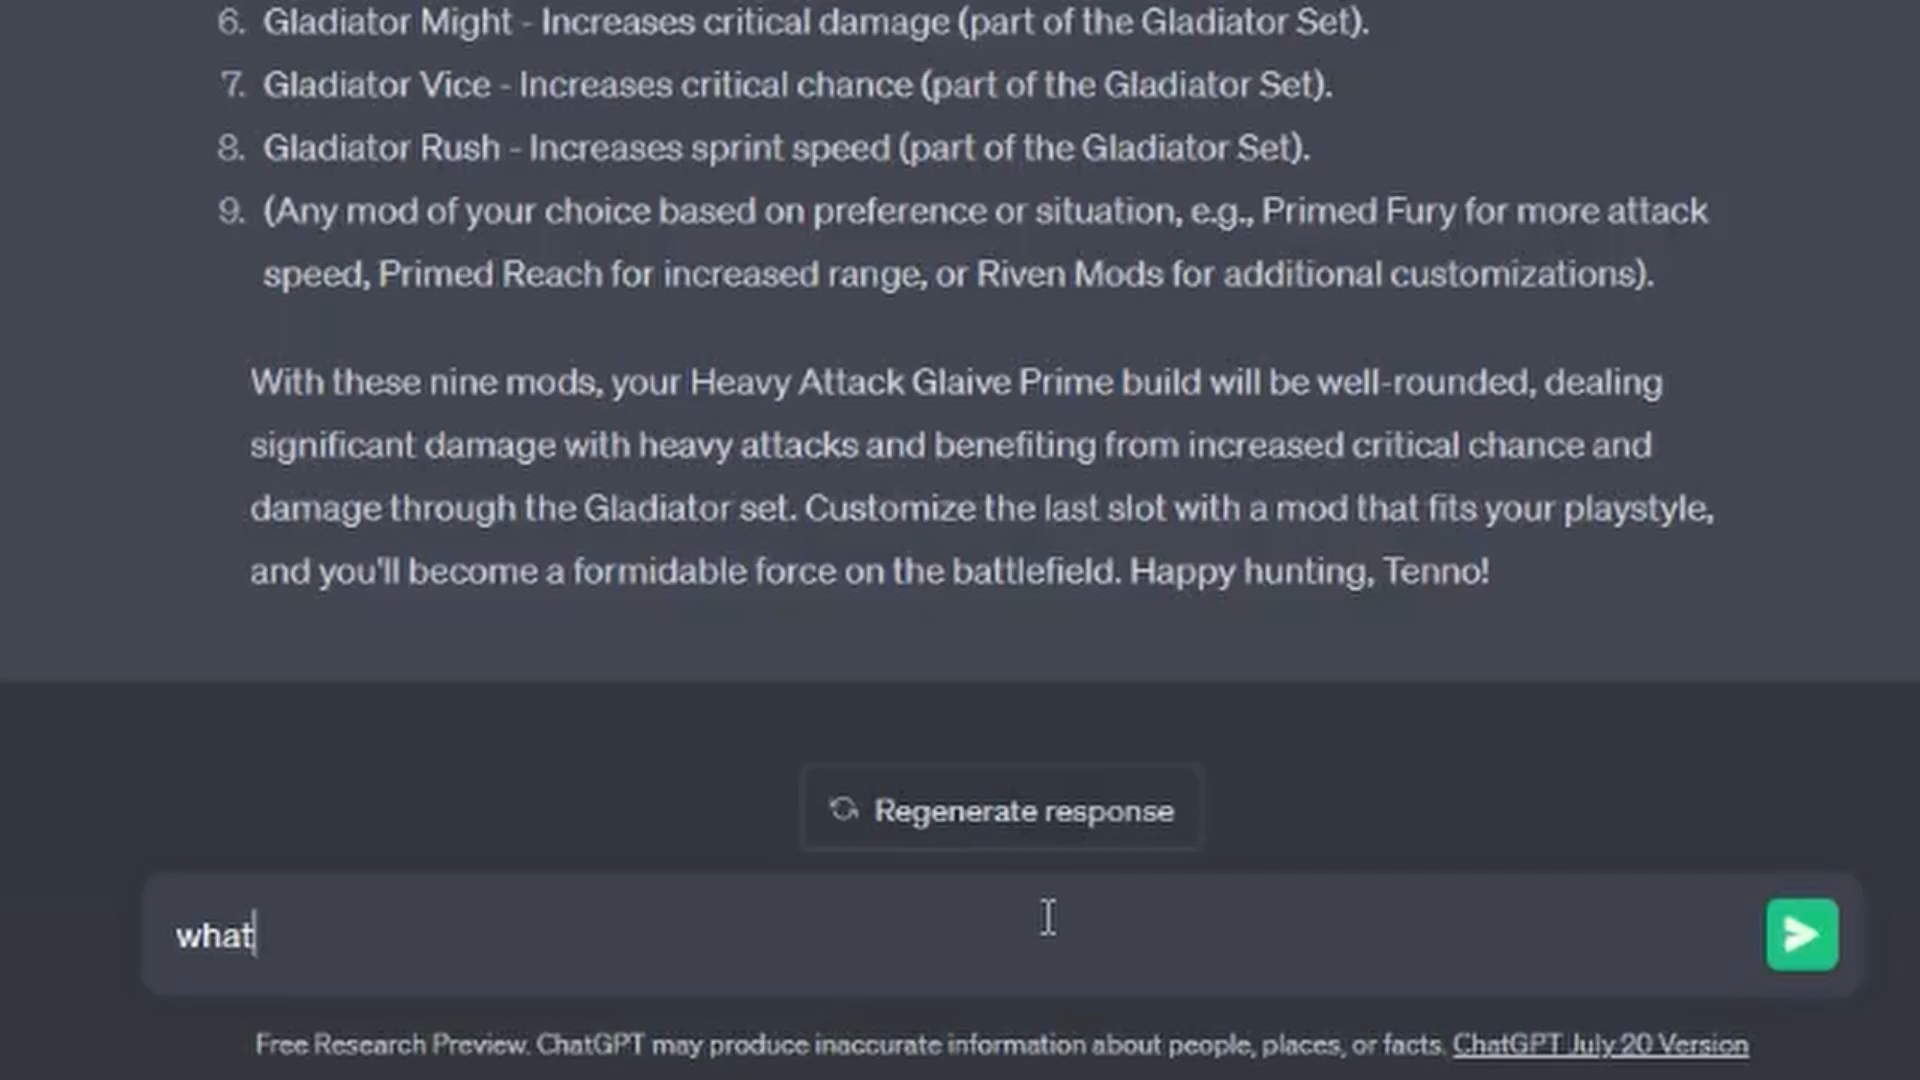 6. Gladiator Might - Increases critical damage (part of the Gladiator Set).
7. Gladiator Vice - Increases critical chance (part of the Gladiator Set).
8. Gladiator Rush - Increases sprint speed (part of the Gladiator Set).
9. (Any mod of your choice based on preference or situation, e.g., Primed Fury for more attack
speed, Primed Reach for increased range, or Riven Mods for additional customizations).
With these nine mods, your Heavy Attack Glaive Prime build will be well-rounded, dealing
significant damage with heavy attacks and benefiting from increased critical chance and
damage through the Gladiator set. Customize the last slot with a mod that fits your playstyle,
and you'll become a formidable force on the battlefield. Happy hunting, Tenno!
Regenerate response
what
Free Research Preview. ChatGPT may produce inaccurate information about people, places, or facts. ChatGPT July 20 Version